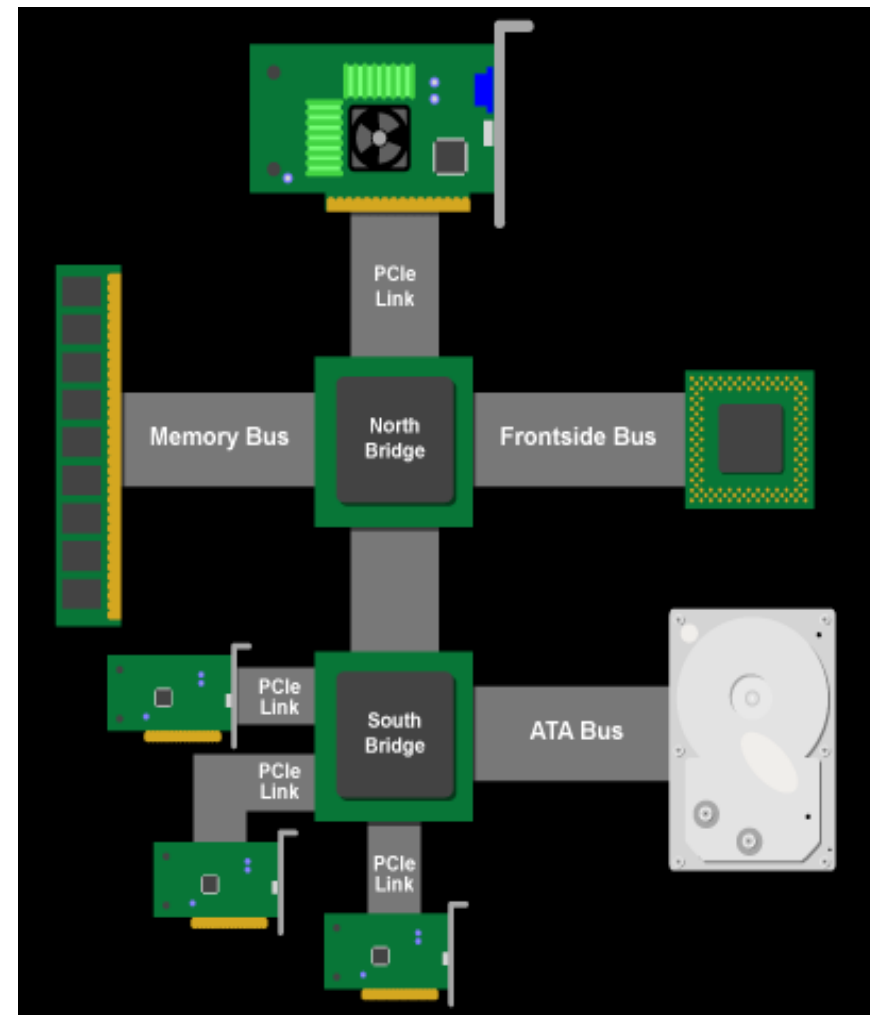 PCIe
Link
Memory Bus
North
Bridge
Frontside Bus
PCIe
Link
South
Bridge
ATA Bus
PCIe
Link
PCIe
Link